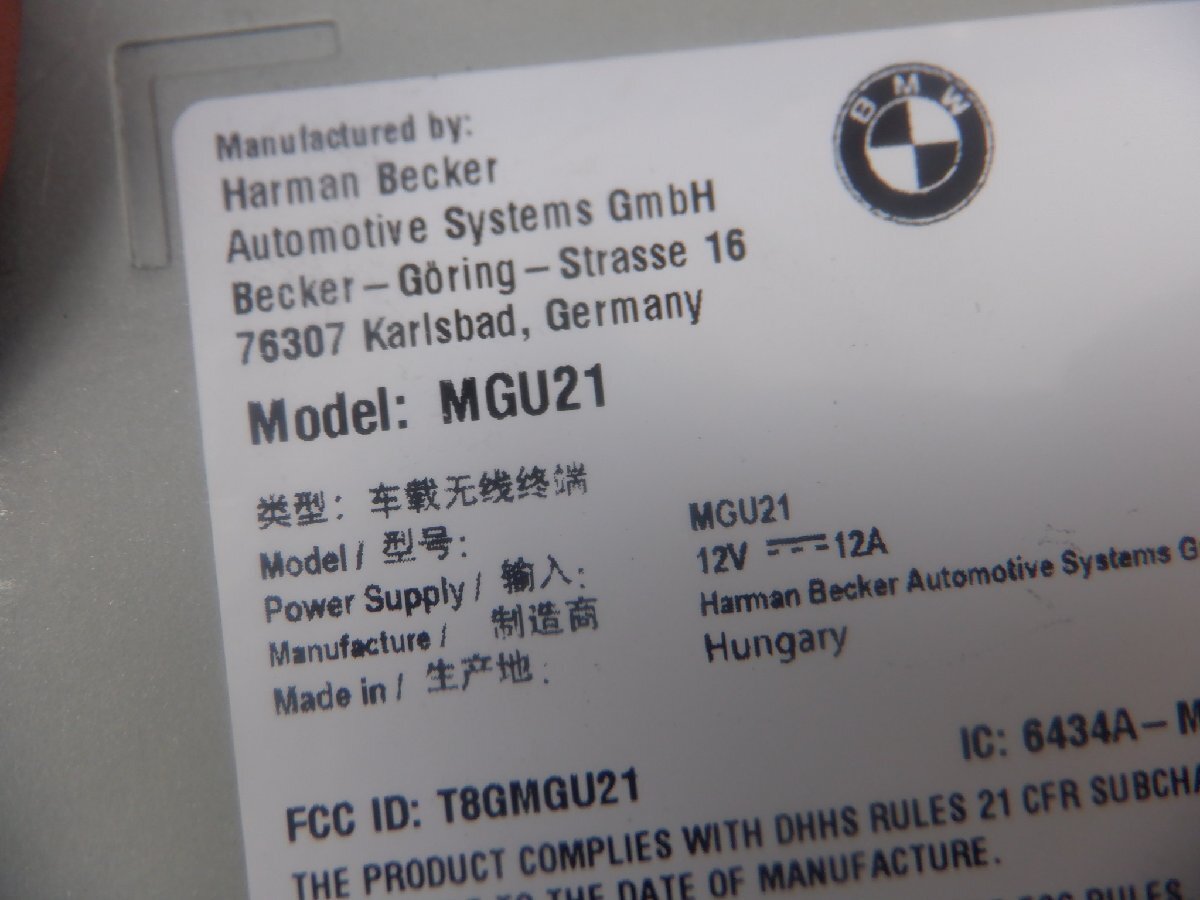 Manufactured by:
Harman Becker
Automotive Systems GmbH
Becker–Göring–Strasse 16
76307 Karlsbad, Germany
BMW
Model: MGU21
类型: 车载无线终端
Model / 型号: MGU21
Power Supply / 输入: 12V 12A
Manufacture / 制造商 Harman Becker Automotive Systems G
Made in / 生产地: Hungary
IC: 6434A–M
FCC ID: T8GMGU21
THE PRODUCT COMPLIES WITH DHHS RULES 21 CFR SUBCHA
TO THE DATE OF MANUFACTURE.
RULES